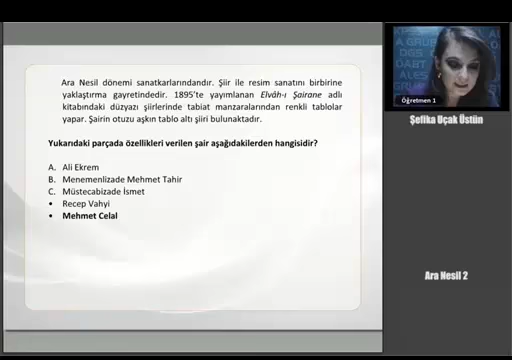 Ara Nesil dönemi sanatkarlarındandır. Şiir ile resim sanatını birbirine
yaklaştırma gayretindedir. 1895'te yayımlanan Elvâh-ı Şairane adlı
kitabındaki düzyazı şiirlerinde tabiat manzaralarından renkli tablolar
yapar. Şairin otuzu aşkın tablo altı şiiri bulunaktadır.
Yukarıdaki parçada özellikleri verilen şair aşağıdakilerden hangisidir?
A. Ali Ekrem
B. Menemenlizade Mehmet Tahir
C. Müstecabizade İsmet
• Recep Vahyi
• Mehmet Celal
Öğretmen 1
Şefika Uçak Üstün
Ara Nesil 2